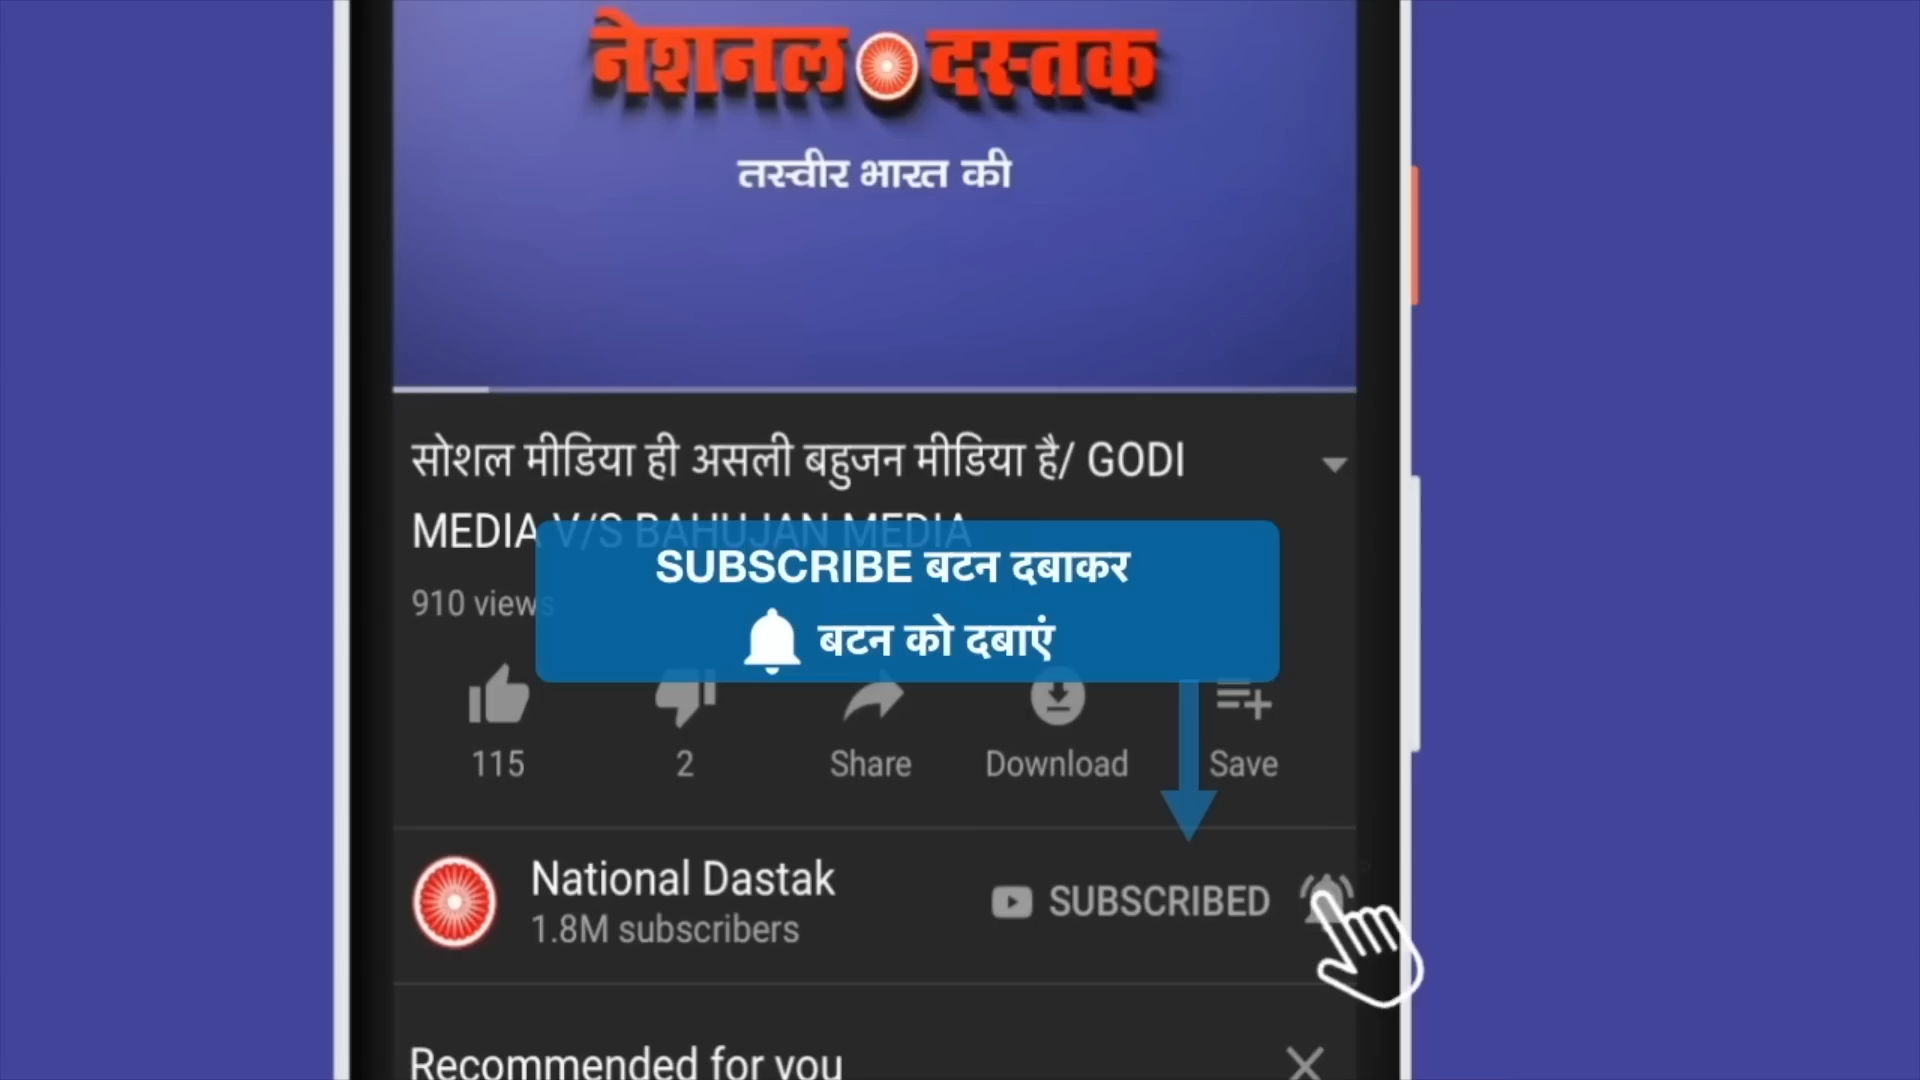 नेशनल दस्तक
तस्वीर भारत की
सोशल मीडिया ही असली बहुजन मीडिया है/ GODI
MEDIA V/S BAHUJAN MEDIA
SUBSCRIBE बटन दबाकर
बटन को दबाएं
910 views
115
2
Share
Download
Save
National Dastak
1.8M subscribers
SUBSCRIBED
Recommended for you